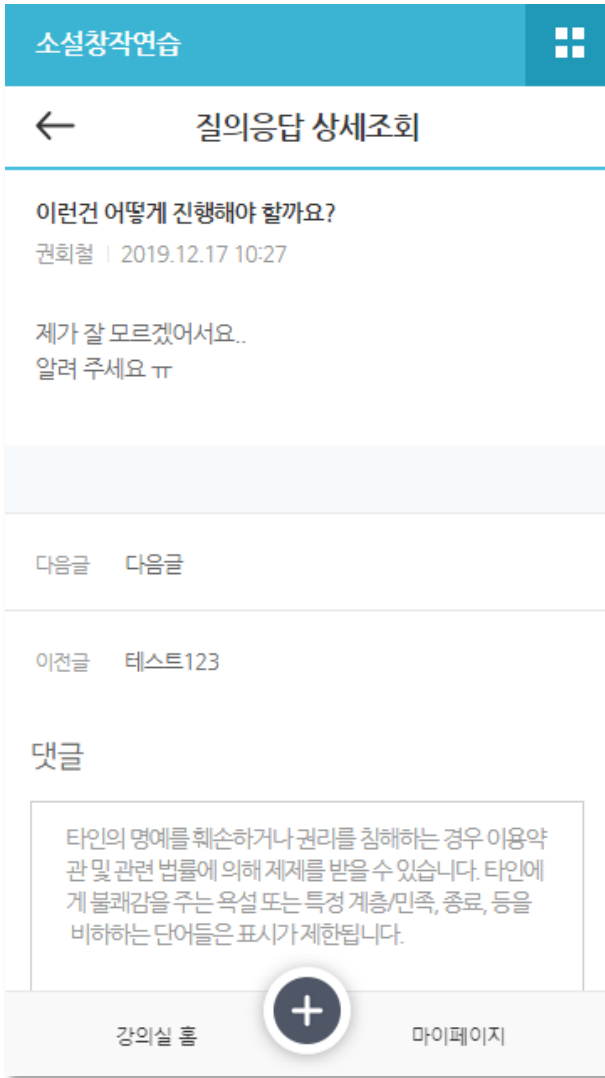 소설창작연습
질의응답 상세조회
이런건 어떻게 진행해야 할까요?
권회철 | 2019.12.17 10:27
제가 잘 모르겠어서요..
알려 주세요 ㅠ
다음글 다음글
이전글 테스트123
댓글
타인의 명예를 훼손하거나 권리를 침해하는 경우 이용약
관 및 관련 법률에 의해 제제를 받을 수 있습니다. 타인에
게 불쾌감을 주는 욕설 또는 특정 계층/민족, 종료, 등을
비하하는 단어들은 표시가 제한됩니다.
강의실 홈 마이페이지